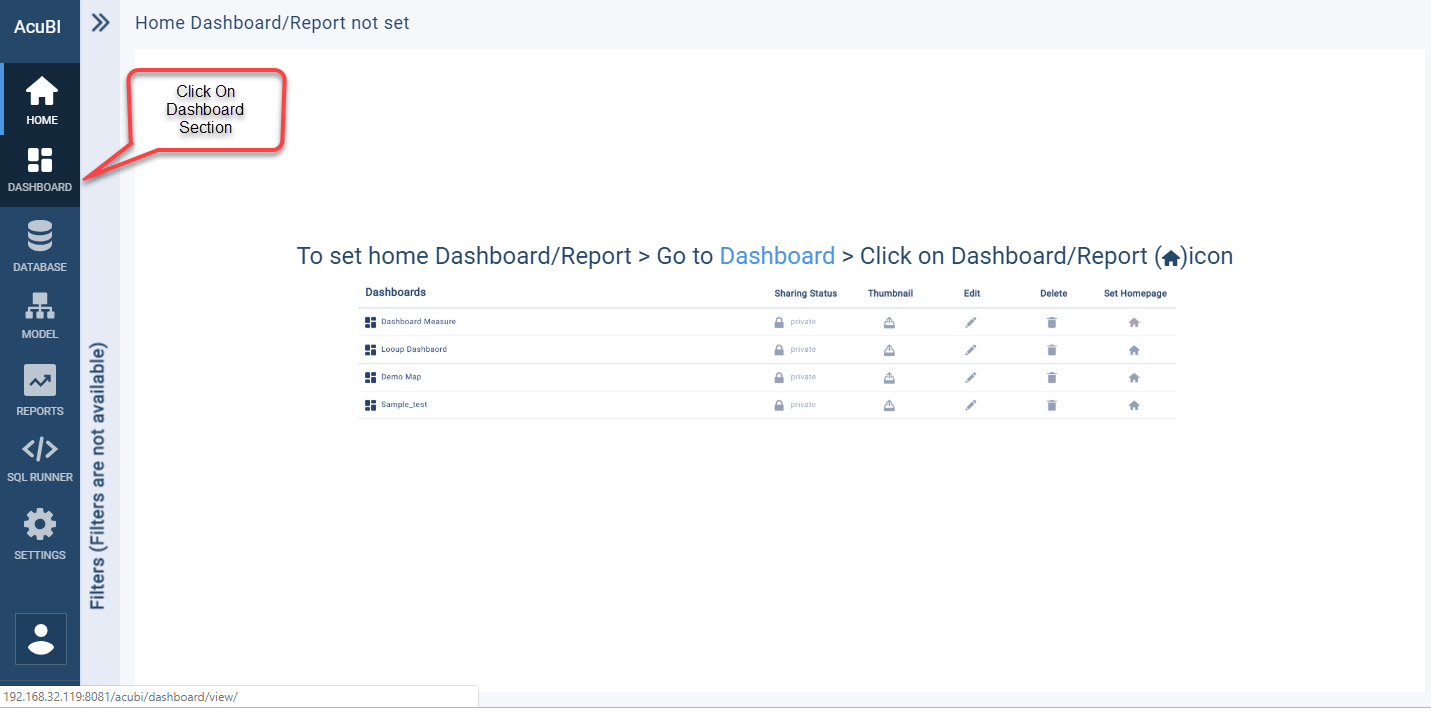 AcuBI
HOME
DASHBOARD
DATABASE
MODEL
REPORTS
SQL RUNNER
SETTINGS
Filters (Filters are not available)
Home Dashboard/Report not set
Click On
Dashboard
Section
To set home Dashboard/Report > Go to Dashboard > Click on Dashboard/Report ()icon
Dashboards Sharing Status Thumbnail Edit Delete Set Homepage
Dashboard Measure private
Looup Dashbaord private
Demo Map private
Sample_test private
192.168.32.119:8081/acubi/dashboard/view/